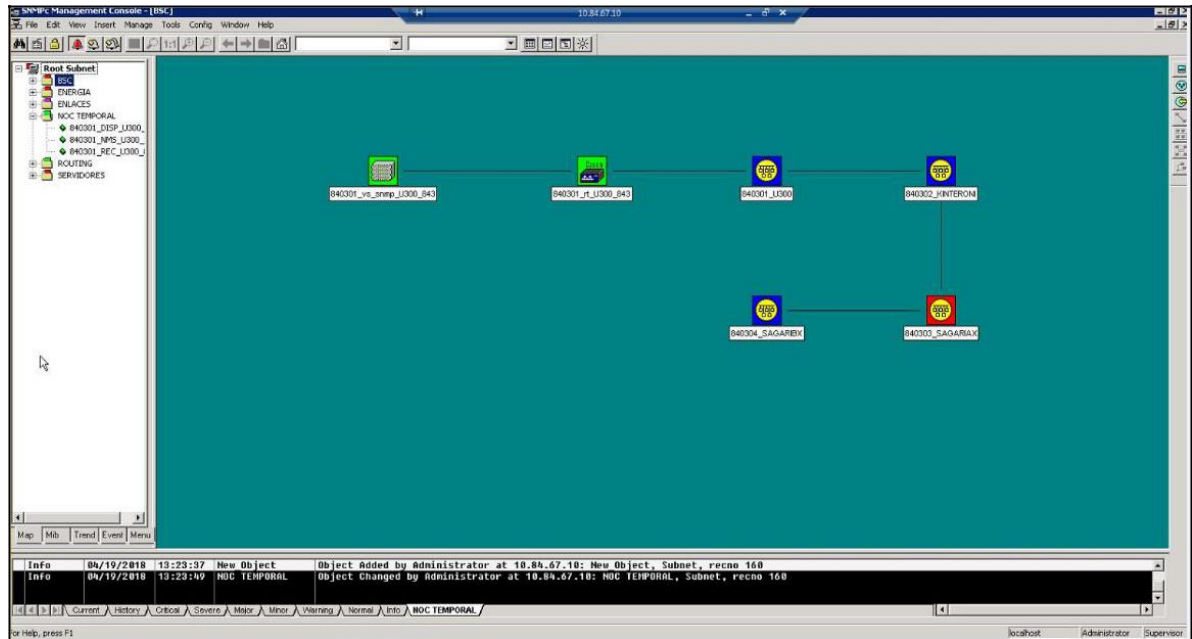 SNMPc Management Console - [BSC]
10.84.67.10
File Edit View Insert Manage Tools Config Window Help
1:1
Root Subnet
BSC
ENERGIA
ENLACES
NOC TEMPORAL
840301_DISP_U300_
840301_NMS_U300_
840301_REC_U300_
ROUTING
SERVIDORES
840301_vs_snmp_U300_843
Cisco
840301_rt_U300_843
840301_U300
840302_KINTERONI
840304_SAGARIBX
840303_SAGARIAX
Map Mib Trend Event Menu
Info 04/19/2018 13:23:37 New Object Object Added by Administrator at 10.84.67.10: New Object, Subnet, recno 160
Info 04/19/2018 13:23:49 NOC TEMPORAL Object Changed by Administrator at 10.84.67.10: NOC TEMPORAL, Subnet, recno 160
Current History Critical Severe Major Minor Warning Normal Info NOC TEMPORAL
or Help, press F1
localhost Administrator Supervisor